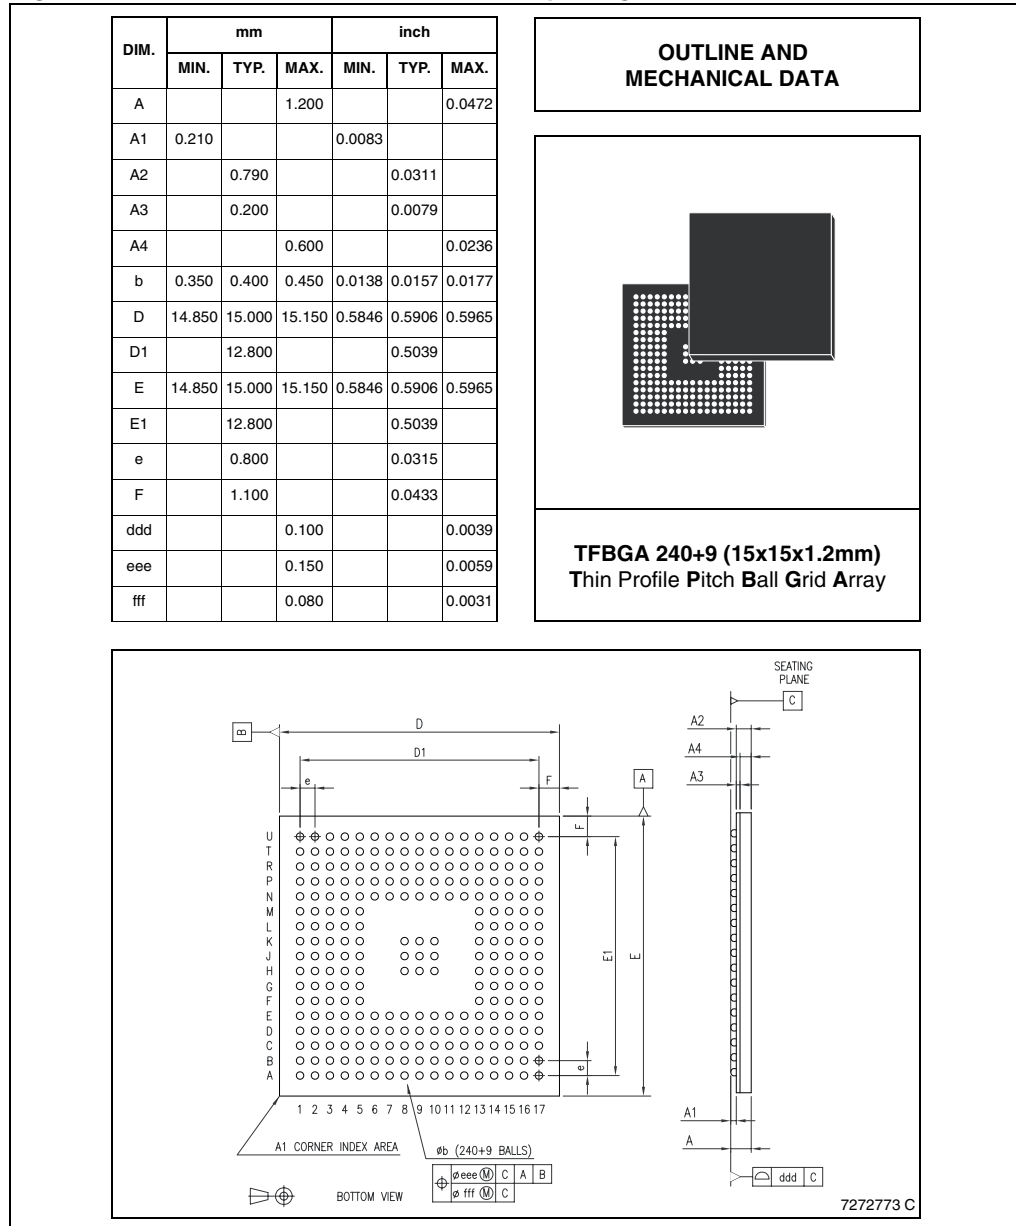 DIM. mm inch
MIN. TYP. MAX. MIN. TYP. MAX.
A 1.200 0.0472
A1 0.210 0.0083
A2 0.790 0.0311
A3 0.200 0.0079
A4 0.600 0.0236
b 0.350 0.400 0.450 0.0138 0.0157 0.0177
D 14.850 15.000 15.150 0.5846 0.5906 0.5965
D1 12.800 0.5039
E 14.850 15.000 15.150 0.5846 0.5906 0.5965
E1 12.800 0.5039
e 0.800 0.0315
F 1.100 0.0433
ddd 0.100 0.0039
eee 0.150 0.0059
fff 0.080 0.0031
OUTLINE AND
MECHANICAL DATA
TFBGA 240+9 (15x15x1.2mm)
Thin Profile Pitch Ball Grid Array
SEATING
PLANE
C
A2
A4
A3
B
D
D1
e
F
A
F
U
T
R
P
N
M
L
K
J
H
G
F
E
D
C
B
A
E1
E
e
1 2 3 4 5 6 7 8 9 10 11 12 13 14 15 16 17
A1
A
A1 CORNER INDEX AREA
øb (240+9 BALLS)
ø eee Ⓜ C A B
ø fff Ⓜ C
BOTTOM VIEW
ddd C
7272773 C